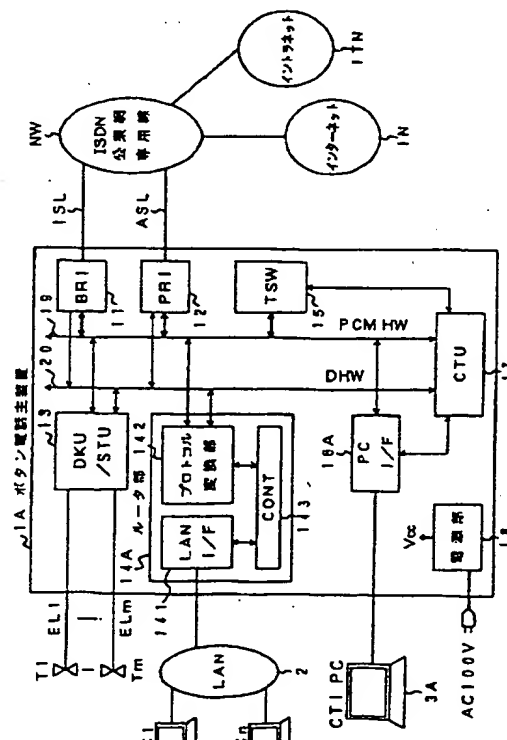 1A ボタン電話主装置
EL1
ELm
T1
Tm
13
DKU
/STU
20
19
BRI
11
PRI
12
ISL
ASL
NW
ISDN
公衆網
専用線
イントラネット
ITN
インターネット
IN
TSW
15
PCM HW
DHW
CTU
17
14A
ルータ部
141
LAN
I/F
142
プロトコル
変換部
CONT
143
16A
PC
I/F
Vcc
電源部
18
AC100V
LAN
2
CTI PC
3A